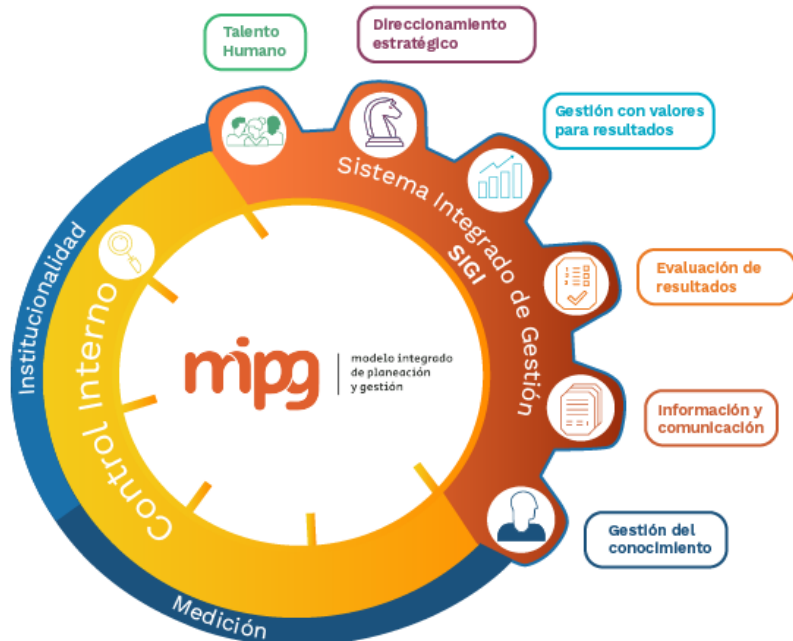 Talento
Humano
Direccionamiento
estratégico
Gestión con valores
para resultados
Evaluación de
resultados
Información y
comunicación
Gestión del
conocimiento
Sistema Integrado de Gestión
SIGI
Institucionalidad
Control Interno
Medición
mipg
modelo integrado
de planeación
y gestión